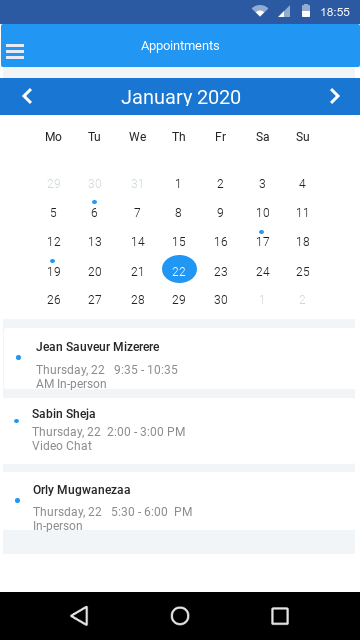 18:55
Appointments
January 2020
Mo Tu We Th Fr Sa Su
29 30 31 1 2 3 4
5 6 7 8 9 10 11
12 13 14 15 16 17 18
19 20 21 22 23 24 25
26 27 28 29 30 1 2
Jean Sauveur Mizerere
Thursday, 22 9:35 - 10:35
AM In-person
Sabin Sheja
Thursday, 22 2:00 - 3:00 PM
Video Chat
Orly Mugwanezaa
Thursday, 22 5:30 - 6:00 PM
In-person